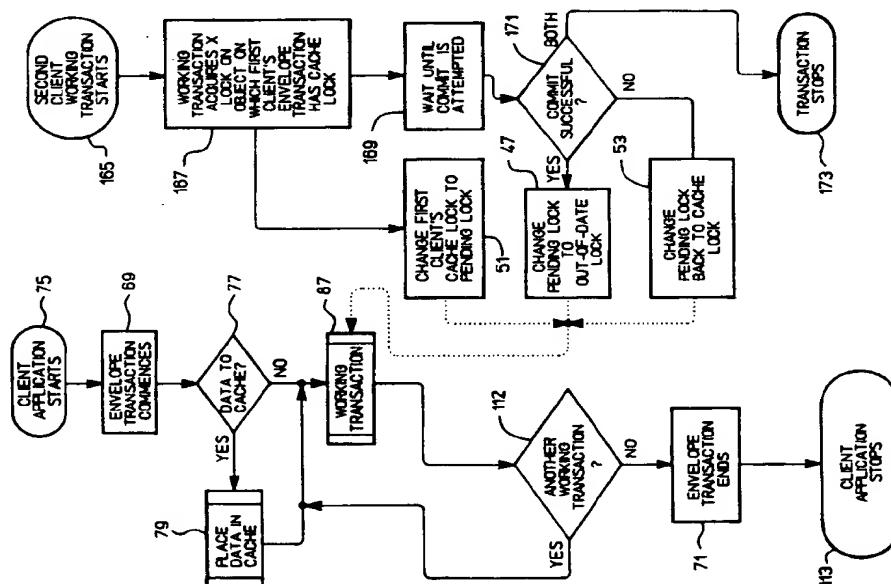 75
CLIENT
APPLICATION
STARTS
69
ENVELOPE
TRANSACTION
COMMENCES
77
DATA TO
CACHE?
YES
NO
79
PLACE
DATA IN
CACHE
87
WORKING
TRANSACTION
112
ANOTHER
WORKING
TRANSACTION
?
YES
NO
ENVELOPE
TRANSACTION
ENDS
71
CLIENT APPLICATION
STOPS
113
SECOND
CLIENT
WORKING
TRANSACTION
STARTS
165
WORKING
TRANSACTION
ACQUIRES X
LOCK ON
OBJECT ON
WHICH FIRST
CLIENT'S
ENVELOPE
TRANSACTION
HAS CACHE
LOCK
167
WAIT UNTIL
COMMIT IS
ATTEMPTED
169
CHANGE FIRST
CLIENT'S
CACHE LOCK TO
PENDING LOCK
51
171
COMMIT
SUCCESSFUL
?
YES
NO
BOTH
47
CHANGE
PENDING LOCK
TO
OUT-OF-DATE
LOCK
53
CHANGE
PENDING LOCK
BACK TO CACHE
LOCK
TRANSACTION
STOPS
173